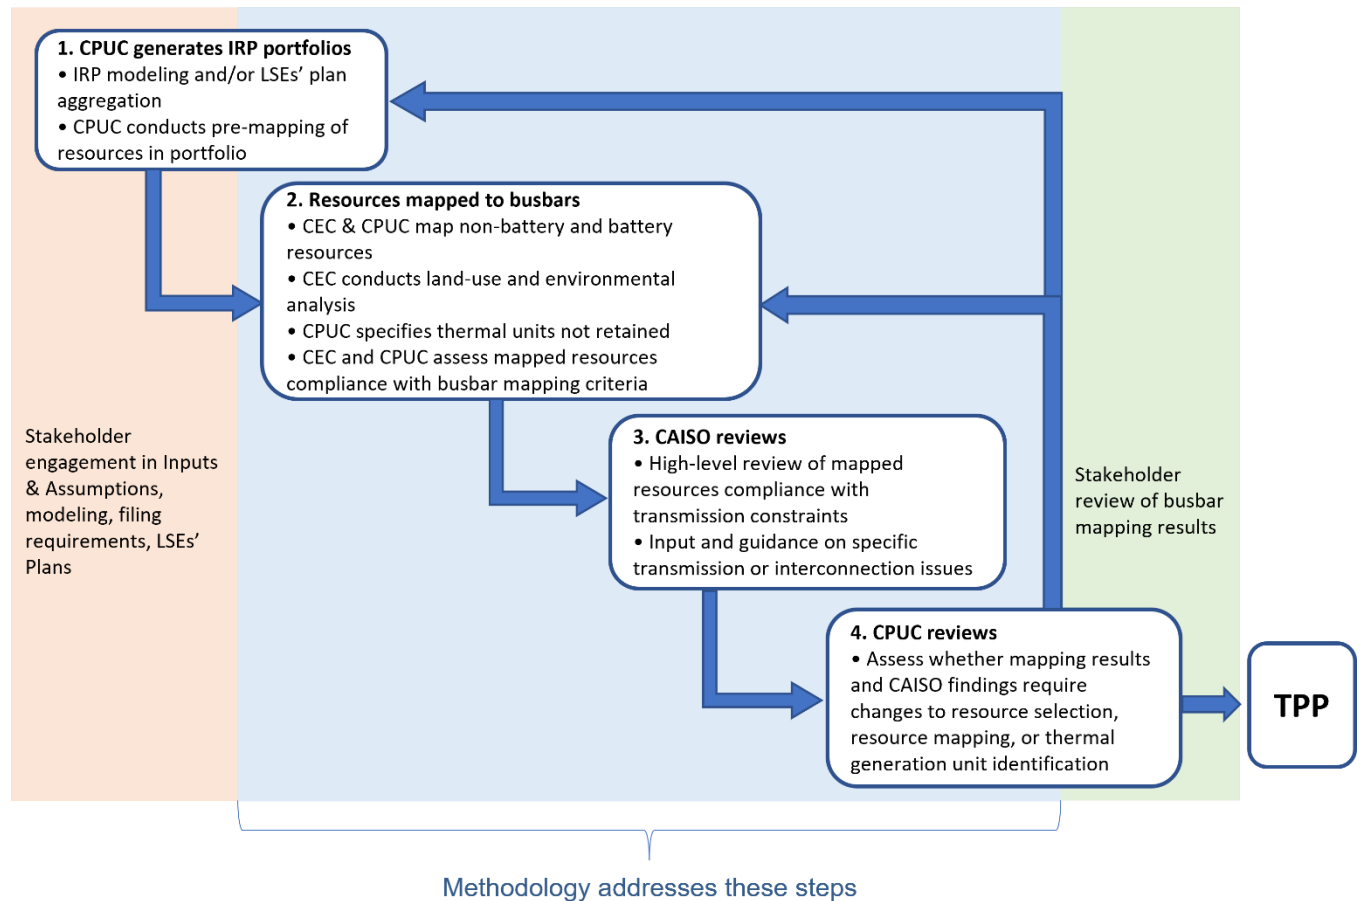 1. CPUC generates IRP portfolios
• IRP modeling and/or LSEs’ plan
aggregation
• CPUC conducts pre-mapping of
resources in portfolio
2. Resources mapped to busbars
• CEC & CPUC map non-battery and battery
resources
• CEC conducts land-use and environmental
analysis
• CPUC specifies thermal units not retained
• CEC and CPUC assess mapped resources
compliance with busbar mapping criteria
Stakeholder
engagement in Inputs
& Assumptions,
modeling, filing
requirements, LSEs’
Plans
3. CAISO reviews
• High-level review of mapped
resources compliance with
transmission constraints
• Input and guidance on specific
transmission or interconnection issues
Stakeholder
review of busbar
mapping results
4. CPUC reviews
• Assess whether mapping results
and CAISO findings require
changes to resource selection,
resource mapping, or thermal
generation unit identification
TPP
Methodology addresses these steps